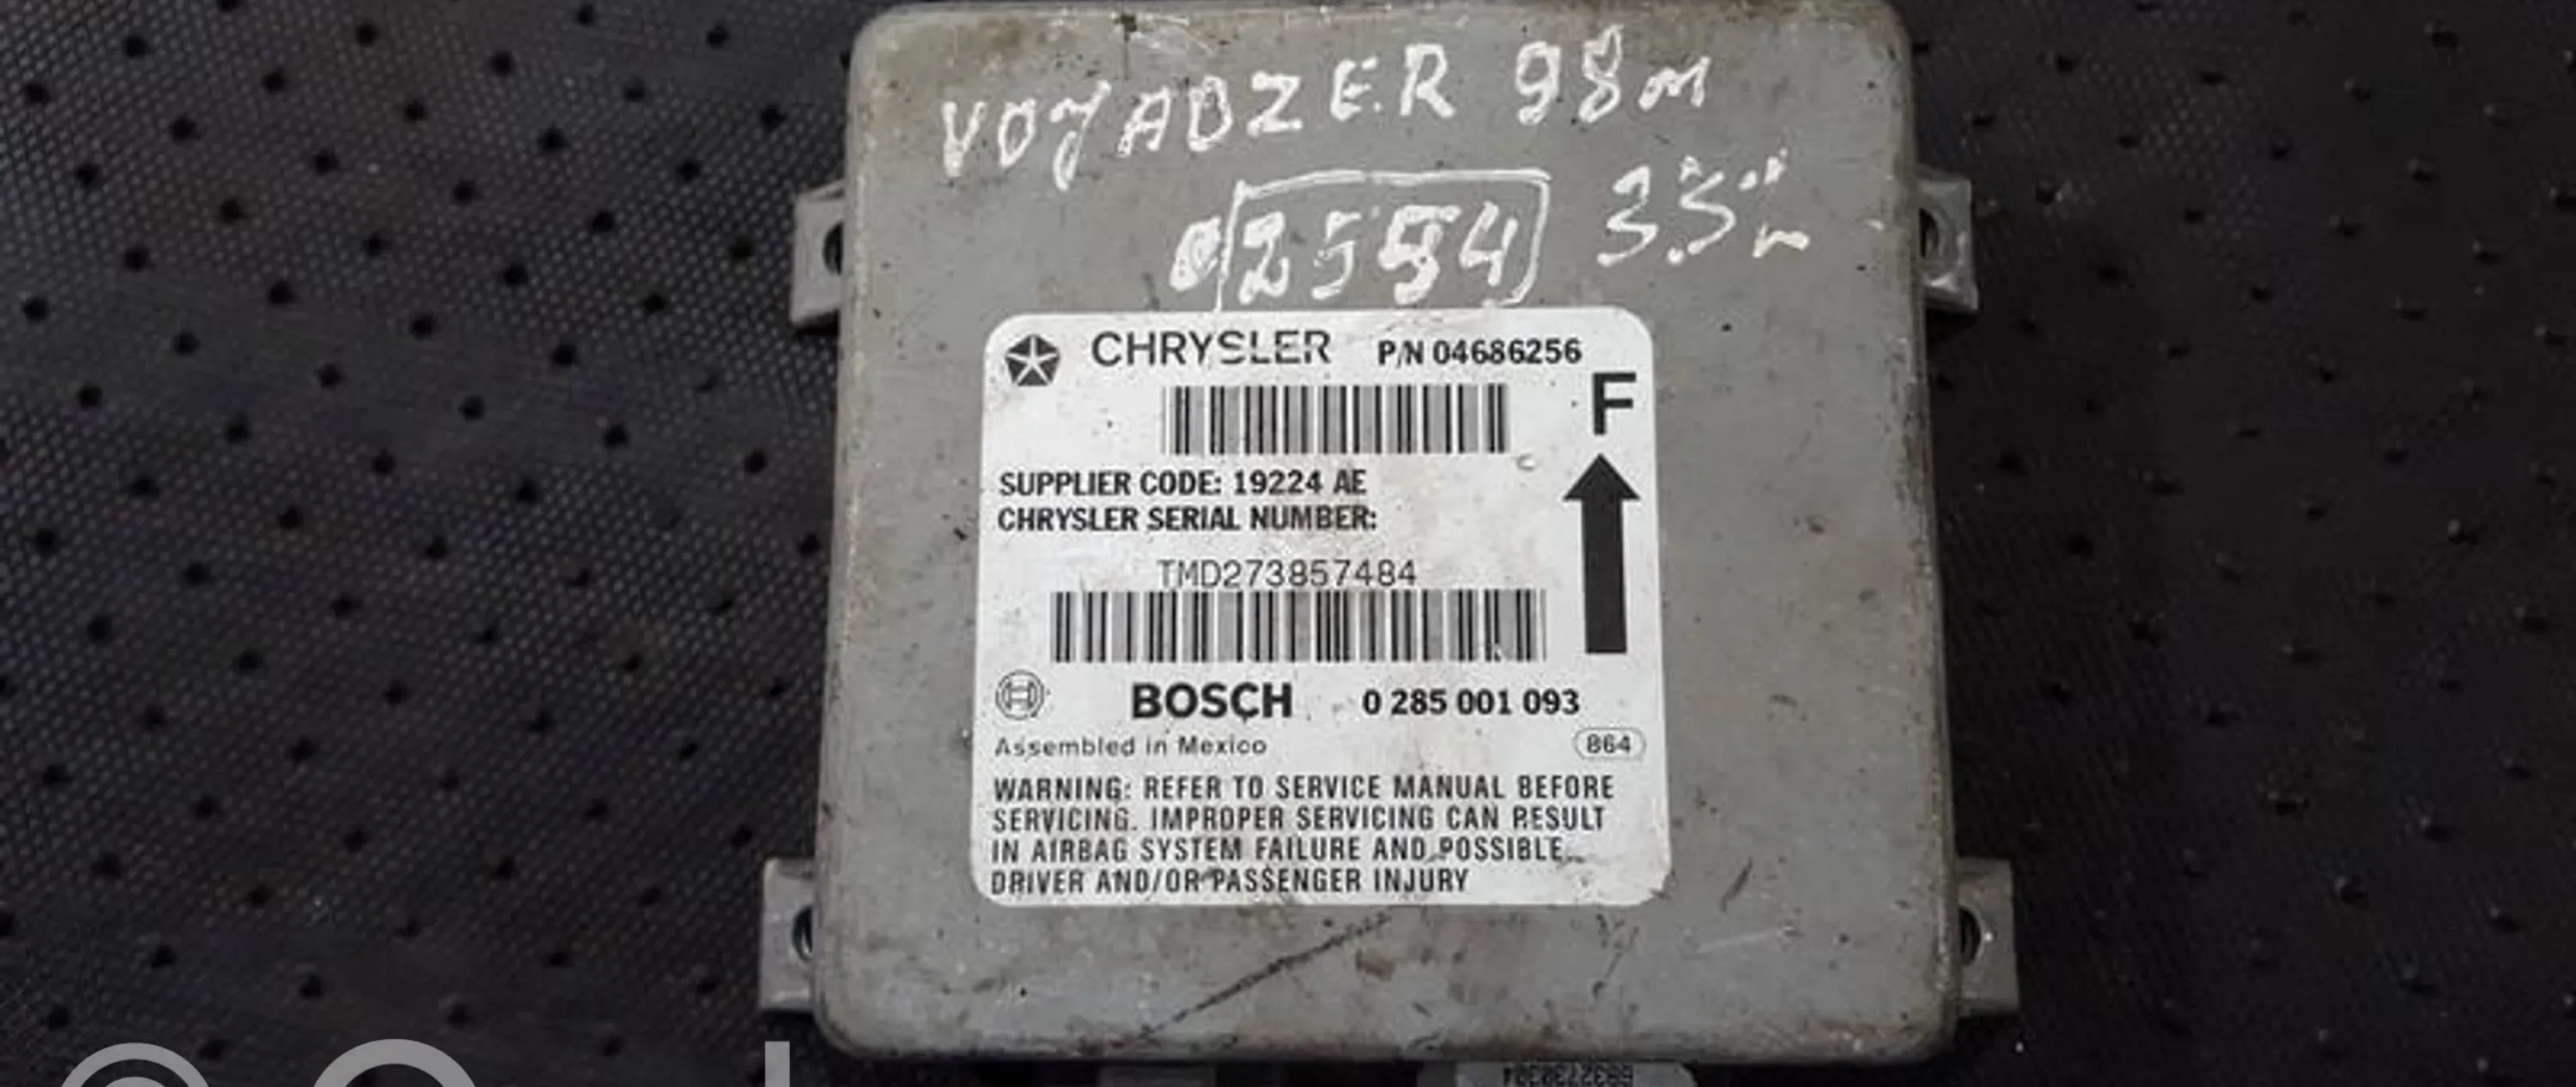 VOYADZER 98m
2554 3.3
CHRYSLER P/N 04686256
F
SUPPLIER CODE: 19224 AE
CHRYSLER SERIAL NUMBER:
TMD273857484
BOSCH 0 285 001 093
Assembled in Mexico 864
WARNING: REFER TO SERVICE MANUAL BEFORE
SERVICING. IMPROPER SERVICING CAN RESULT
IN AIRBAG SYSTEM FAILURE AND POSSIBLE
DRIVER AND/OR PASSENGER INJURY